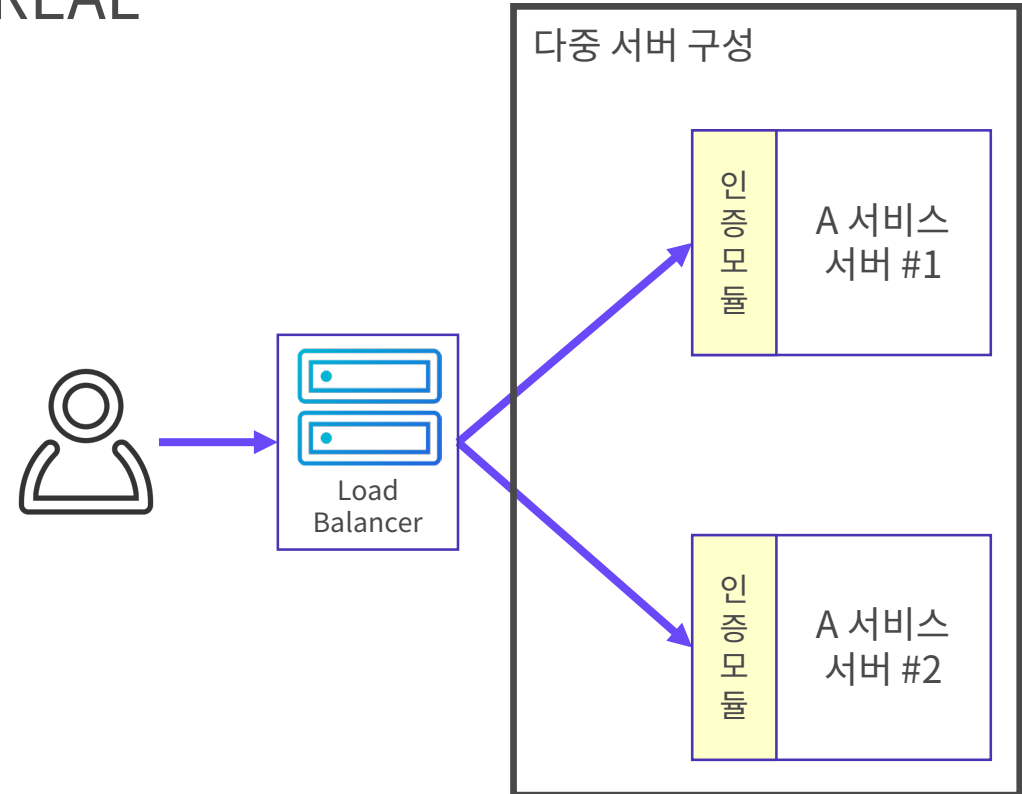 REAL
다중 서버 구성
인
증
모
듈
A 서비스
서버 #1
Load
Balancer
인
증
모
듈
A 서비스
서버 #2